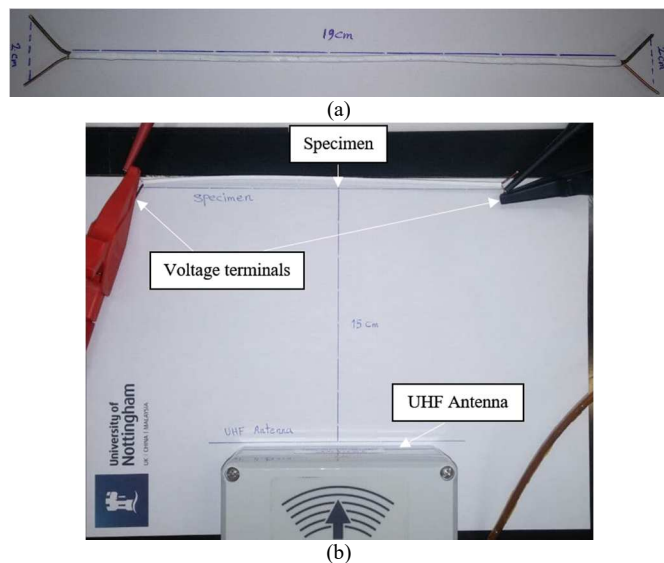 19cm
2 cm
2 cm
(a)
Specimen
specimen
Voltage terminals
15 cm
UHF Antenna
UHF Antenna
University of
Nottingham
UK | CHINA | MALAYSIA
(b)